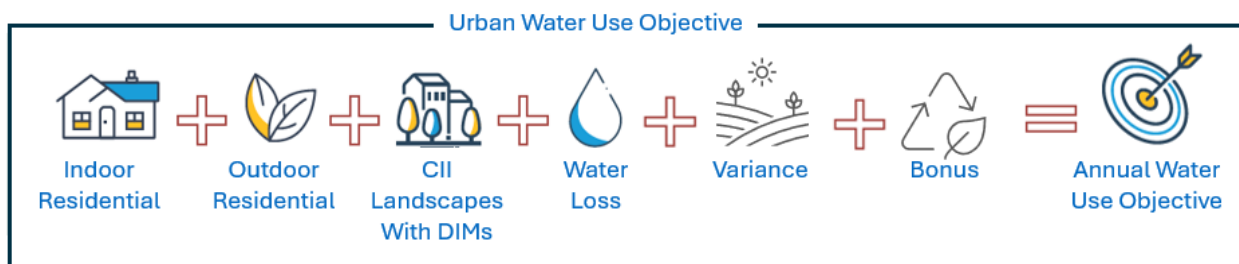 Urban Water Use Objective
Indoor
Residential
Outdoor
Residential
CII
Landscapes
With DIMs
Water
Loss
Variance
Bonus
Annual Water
Use Objective